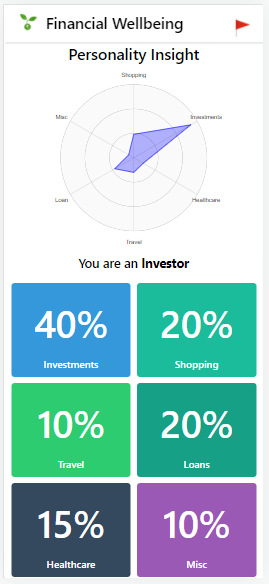 Financial Wellbeing
Personality Insight
Shopping
Misc
Investments
Loan
Healthcare
Travel
You are an Investor
40%
20%
Investments
Shopping
10%
20%
Travel
Loans
15%
10%
Healthcare
Misc